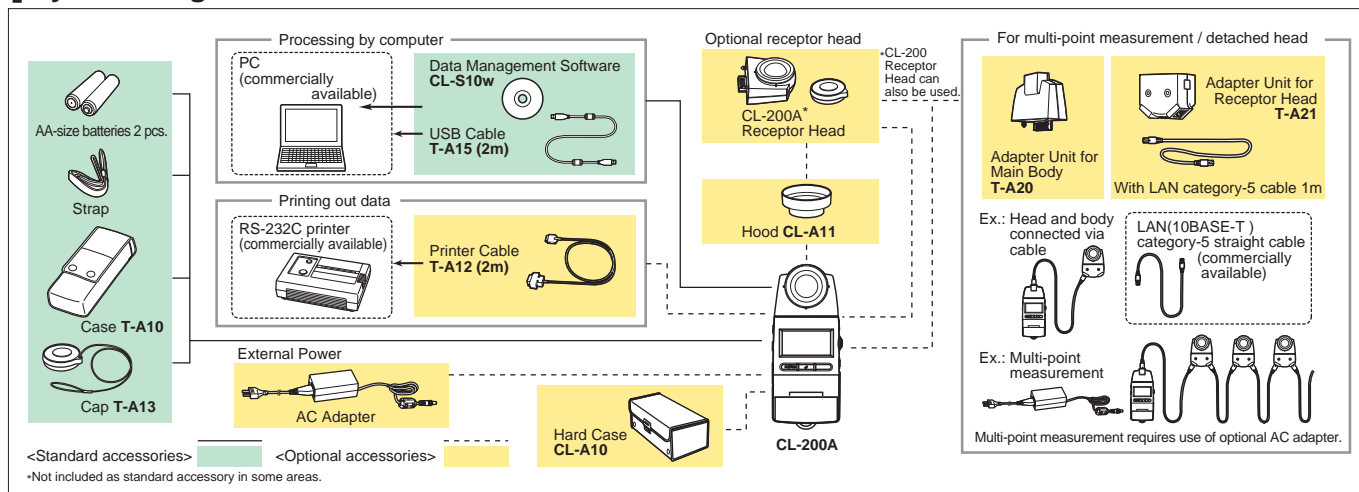 Processing by computer
PC
(commercially
available)
Data Management Software
CL-S10w
USB Cable
T-A15 (2m)
Printing out data
RS-232C printer
(commercially available)
Printer Cable
T-A12 (2m)
AA-size batteries 2 pcs.
Strap
Case T-A10
Cap T-A13
External Power
AC Adapter
Hard Case
CL-A10
Optional receptor head
*CL-200
Receptor
Head can
also be used.
CL-200A*
Receptor Head
Hood CL-A11
CL-200A
For multi-point measurement / detached head
Adapter Unit for
Main Body
T-A20
Adapter Unit for
Receptor Head
T-A21
With LAN category-5 cable 1m
Ex.: Head and body
connected via
cable
LAN(10BASE-T )
category-5 straight cable
(commercially
available)
Ex.: Multi-point
measurement
Multi-point measurement requires use of optional AC adapter.
<Standard accessories>
<Optional accessories>
*Not included as standard accessory in some areas.